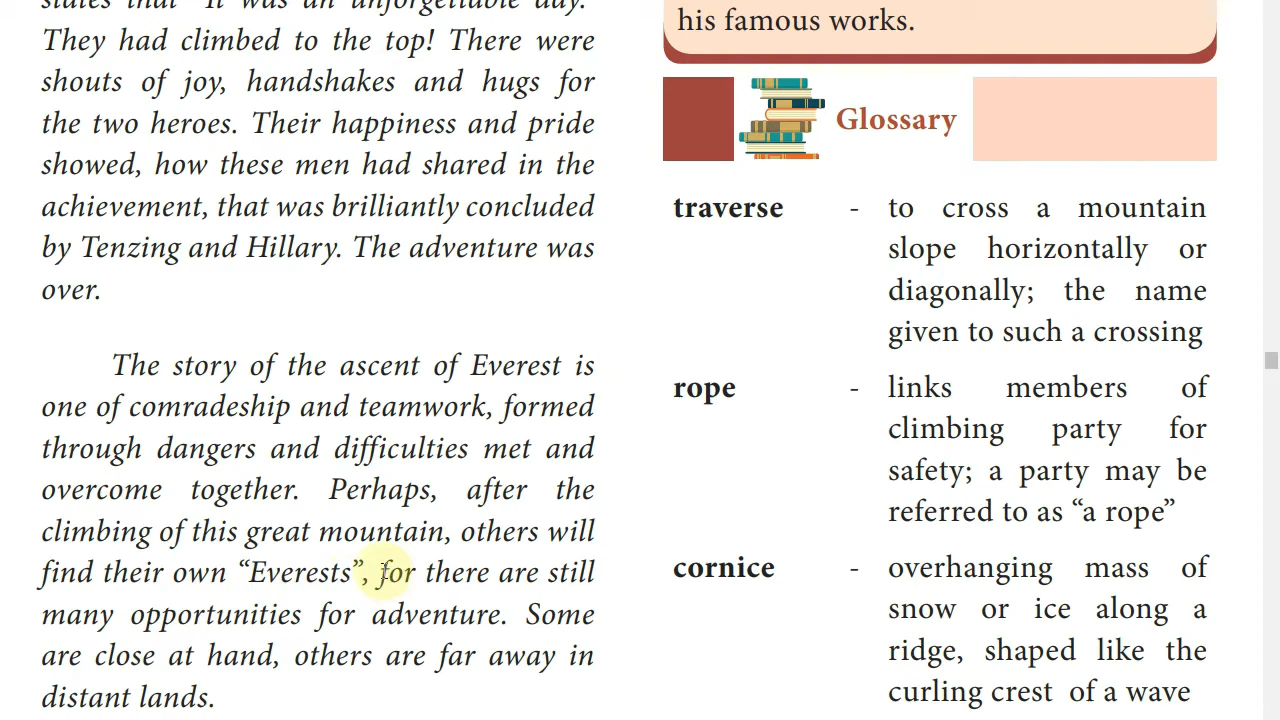 states that "It was an unforgettable day.
They had climbed to the top! There were
shouts of joy, handshakes and hugs for
the two heroes. Their happiness and pride
showed, how these men had shared in the
achievement, that was brilliantly concluded
by Tenzing and Hillary. The adventure was
over.
The story of the ascent of Everest is
one of comradeship and teamwork, formed
through dangers and difficulties met and
overcome together. Perhaps, after the
climbing of this great mountain, others will
find their own “Everests”, for there are still
many opportunities for adventure. Some
are close at hand, others are far away in
distant lands.
his famous works.
Glossary
traverse - to cross a mountain
slope horizontally or
diagonally; the name
given to such a crossing
rope - links members of
climbing party for
safety; a party may be
referred to as “a rope”
cornice - overhanging mass of
snow or ice along a
ridge, shaped like the
curling crest of a wave